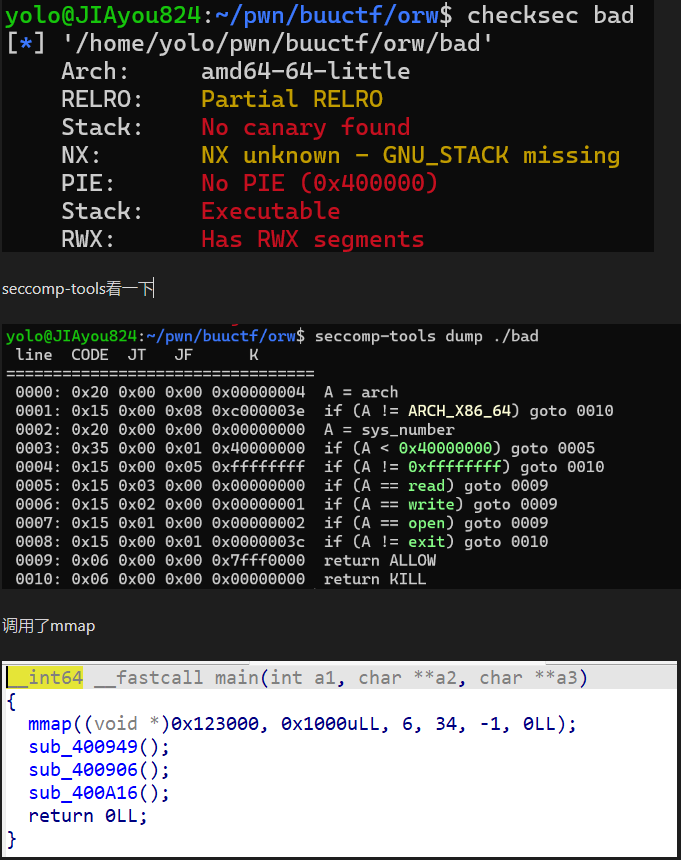 yolo@JIAyou824:~/pwn/buuctf/orw$ checksec bad
[*] '/home/yolo/pwn/buuctf/orw/bad'
    Arch:     amd64-64-little
    RELRO:    Partial RELRO
    Stack:    No canary found
    NX:       NX unknown - GNU_STACK missing
    PIE:      No PIE (0x400000)
    Stack:    Executable
    RWX:      Has RWX segments
seccomp-tools看一下
yolo@JIAyou824:~/pwn/buuctf/orw$ seccomp-tools dump ./bad
 line  CODE  JT   JF      K
=================================
 0000: 0x20 0x00 0x00 0x00000004  A = arch
 0001: 0x15 0x00 0x08 0xc000003e  if (A != ARCH_X86_64) goto 0010
 0002: 0x20 0x00 0x00 0x00000000  A = sys_number
 0003: 0x35 0x00 0x01 0x40000000  if (A < 0x40000000) goto 0005
 0004: 0x15 0x00 0x05 0xffffffff  if (A != 0xffffffff) goto 0010
 0005: 0x15 0x03 0x00 0x00000000  if (A == read) goto 0009
 0006: 0x15 0x02 0x00 0x00000001  if (A == write) goto 0009
 0007: 0x15 0x01 0x00 0x00000002  if (A == open) goto 0009
 0008: 0x15 0x00 0x01 0x0000003c  if (A != exit) goto 0010
 0009: 0x06 0x00 0x00 0x7fff0000  return ALLOW
 0010: 0x06 0x00 0x00 0x00000000  return KILL
调用了mmap
__int64 __fastcall main(int a1, char **a2, char **a3)
{
  mmap((void *)0x123000, 0x1000uLL, 6, 34, -1, 0LL);
  sub_400949();
  sub_400906();
  sub_400A16();
  return 0LL;
}